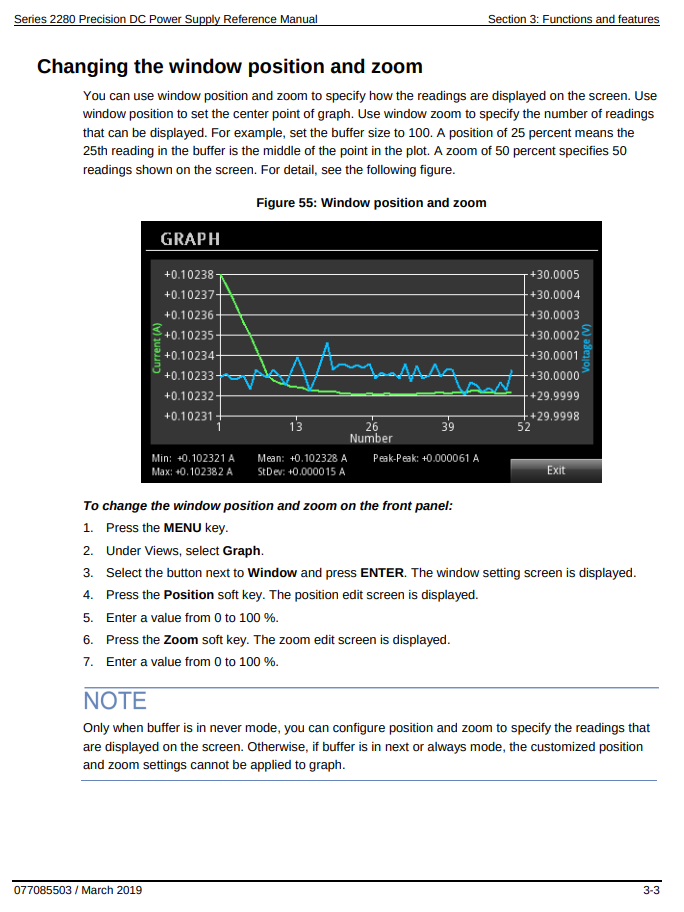 Series 2280 Precision DC Power Supply Reference Manual Section 3: Functions and features
Changing the window position and zoom
You can use window position and zoom to specify how the readings are displayed on the screen. Use
window position to set the center point of graph. Use window zoom to specify the number of readings
that can be displayed. For example, set the buffer size to 100. A position of 25 percent means the
25th reading in the buffer is the middle of the point in the plot. A zoom of 50 percent specifies 50
readings shown on the screen. For detail, see the following figure.
Figure 55: Window position and zoom
GRAPH
+0.10238 +30.0005
+0.10237 +30.0004
+0.10236 +30.0003
+0.10235 +30.0002
+0.10234 +30.0001
+0.10233 +30.0000
+0.10232 +29.9999
+0.10231 +29.9998
Current (A)
Voltage (V)
1 13 26 39 52
Number
Min: +0.102321 A Mean: +0.102328 A Peak-Peak: +0.000061 A
Max: +0.102382 A StDev: +0.000015 A
Exit
To change the window position and zoom on the front panel:
1. Press the MENU key.
2. Under Views, select Graph.
3. Select the button next to Window and press ENTER. The window setting screen is displayed.
4. Press the Position soft key. The position edit screen is displayed.
5. Enter a value from 0 to 100 %.
6. Press the Zoom soft key. The zoom edit screen is displayed.
7. Enter a value from 0 to 100 %.
NOTE
Only when buffer is in never mode, you can configure position and zoom to specify the readings that
are displayed on the screen. Otherwise, if buffer is in next or always mode, the customized position
and zoom settings cannot be applied to graph.
077085503 / March 2019 3-3